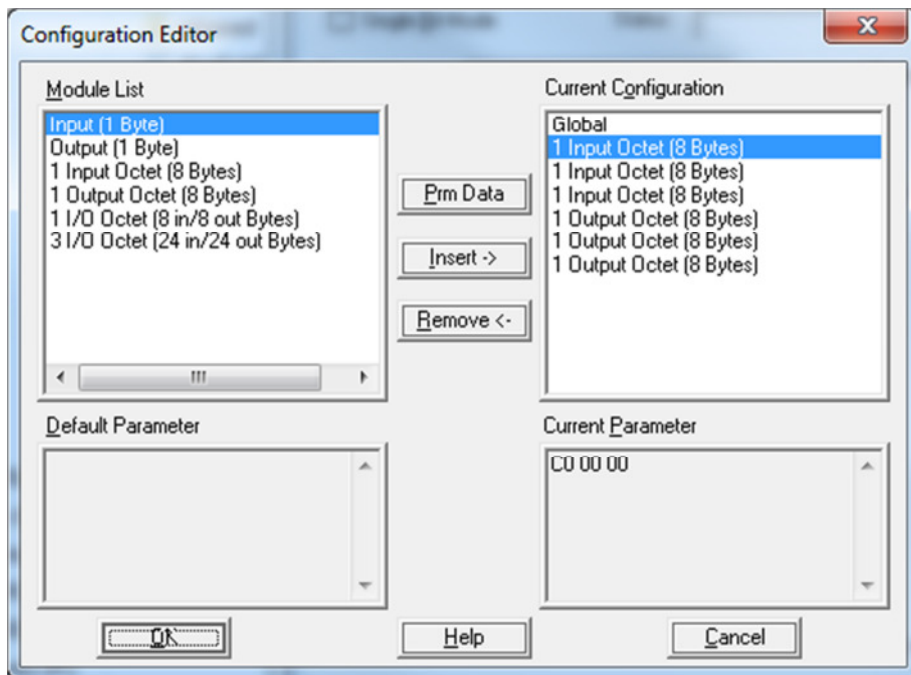 Configuration Editor
Module List
Input (1 Byte)
Output (1 Byte)
1 Input Octet (8 Bytes)
1 Output Octet (8 Bytes)
1 I/O Octet (8 in/8 out Bytes)
3 I/O Octet (24 in/24 out Bytes)
Prm Data
Insert ->
Remove <-
Current Configuration
Global
1 Input Octet (8 Bytes)
1 Input Octet (8 Bytes)
1 Input Octet (8 Bytes)
1 Output Octet (8 Bytes)
1 Output Octet (8 Bytes)
1 Output Octet (8 Bytes)
Default Parameter
Current Parameter
C0 00 00
OK
Help
Cancel